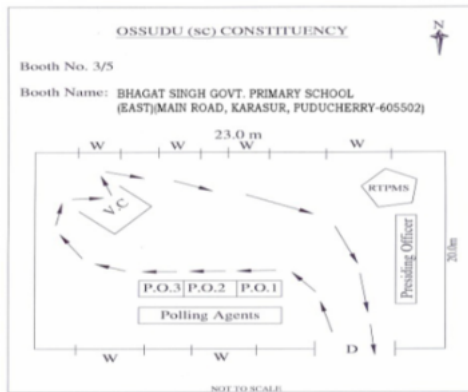 OSSUDU (SC) CONSTITUENCY
N
Booth No. 3/5
Booth Name: BHAGAT SINGH GOVT. PRIMARY SCHOOL
(EAST)(MAIN ROAD, KARASUR, PUDUCHERRY-605502)
23.0 m
W W W W
RTPMS
V.C
Presiding Officer
20.0m
P.O.3 P.O.2 P.O.1
Polling Agents
W W D
NOT TO SCALE